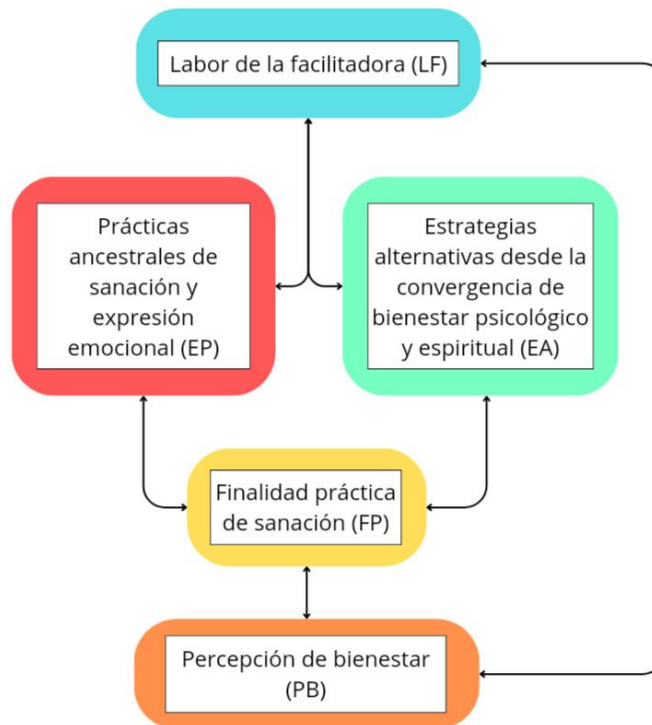 Labor de la facilitadora (LF)
Prácticas
ancestrales de
sanación y
expresión
emocional (EP)
Estrategias
alternativas desde la
convergencia de
bienestar psicológico
y espiritual (EA)
Finalidad práctica
de sanación (FP)
Percepción de bienestar
(PB)